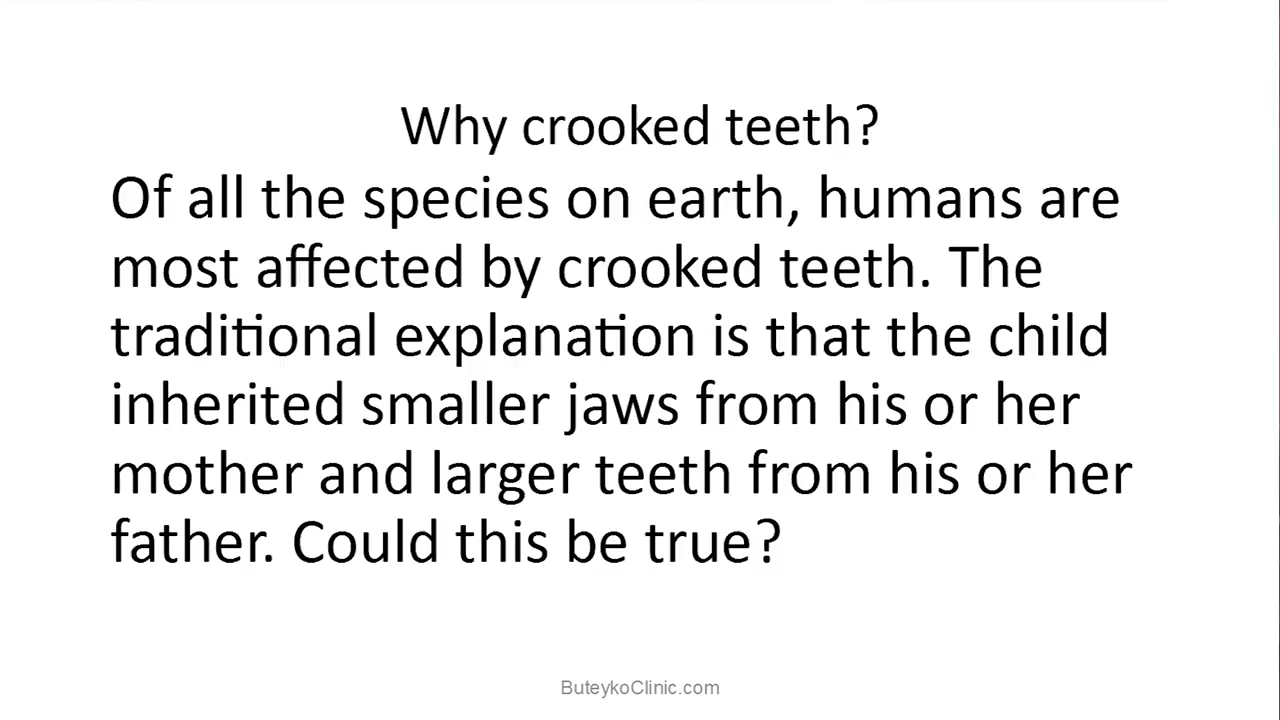 Why crooked teeth?
Of all the species on earth, humans are
most affected by crooked teeth. The
traditional explanation is that the child
inherited smaller jaws from his or her
mother and larger teeth from his or her
father. Could this be true?
ButeykoClinic.com